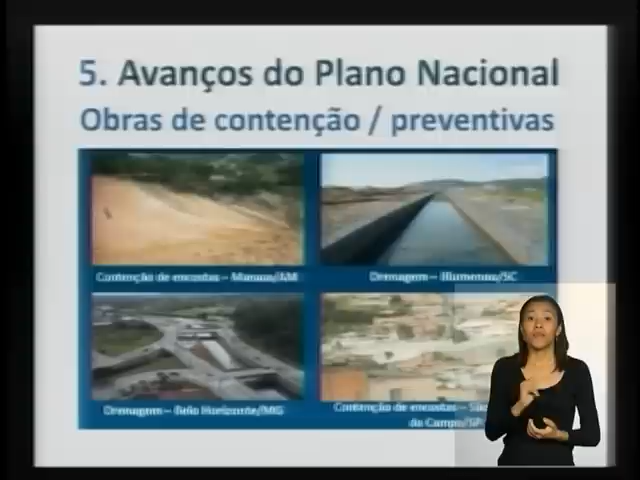 5. Avanços do Plano Nacional
Obras de contenção / preventivas
Contenção de encostas – Manaus/AM
Drenagem – Blumenau/SC
Drenagem – Belo Horizonte/MG
Contenção de encostas –
do Campo/SP